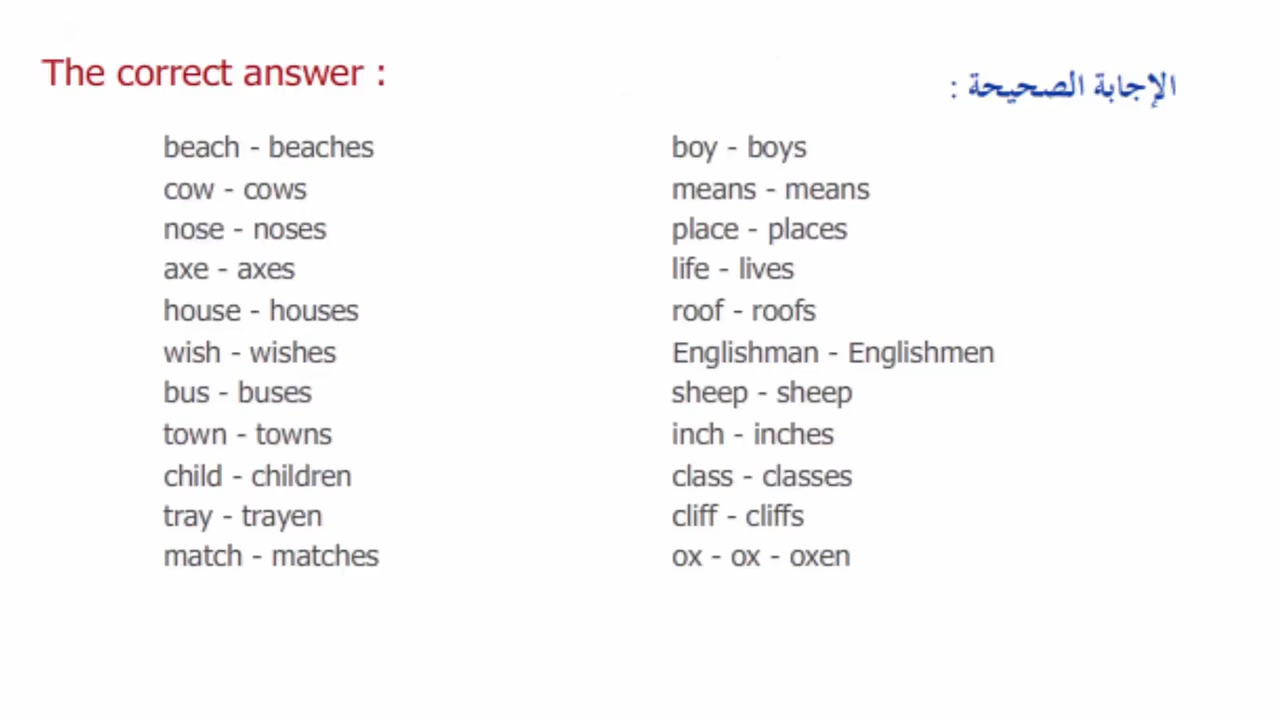 The correct answer :
الإجابة الصحيحة :
beach - beaches
cow - cows
nose - noses
axe - axes
house - houses
wish - wishes
bus - buses
town - towns
child - children
tray - trayen
match - matches
boy - boys
means - means
place - places
life - lives
roof - roofs
Englishman - Englishmen
sheep - sheep
inch - inches
class - classes
cliff - cliffs
ox - ox - oxen